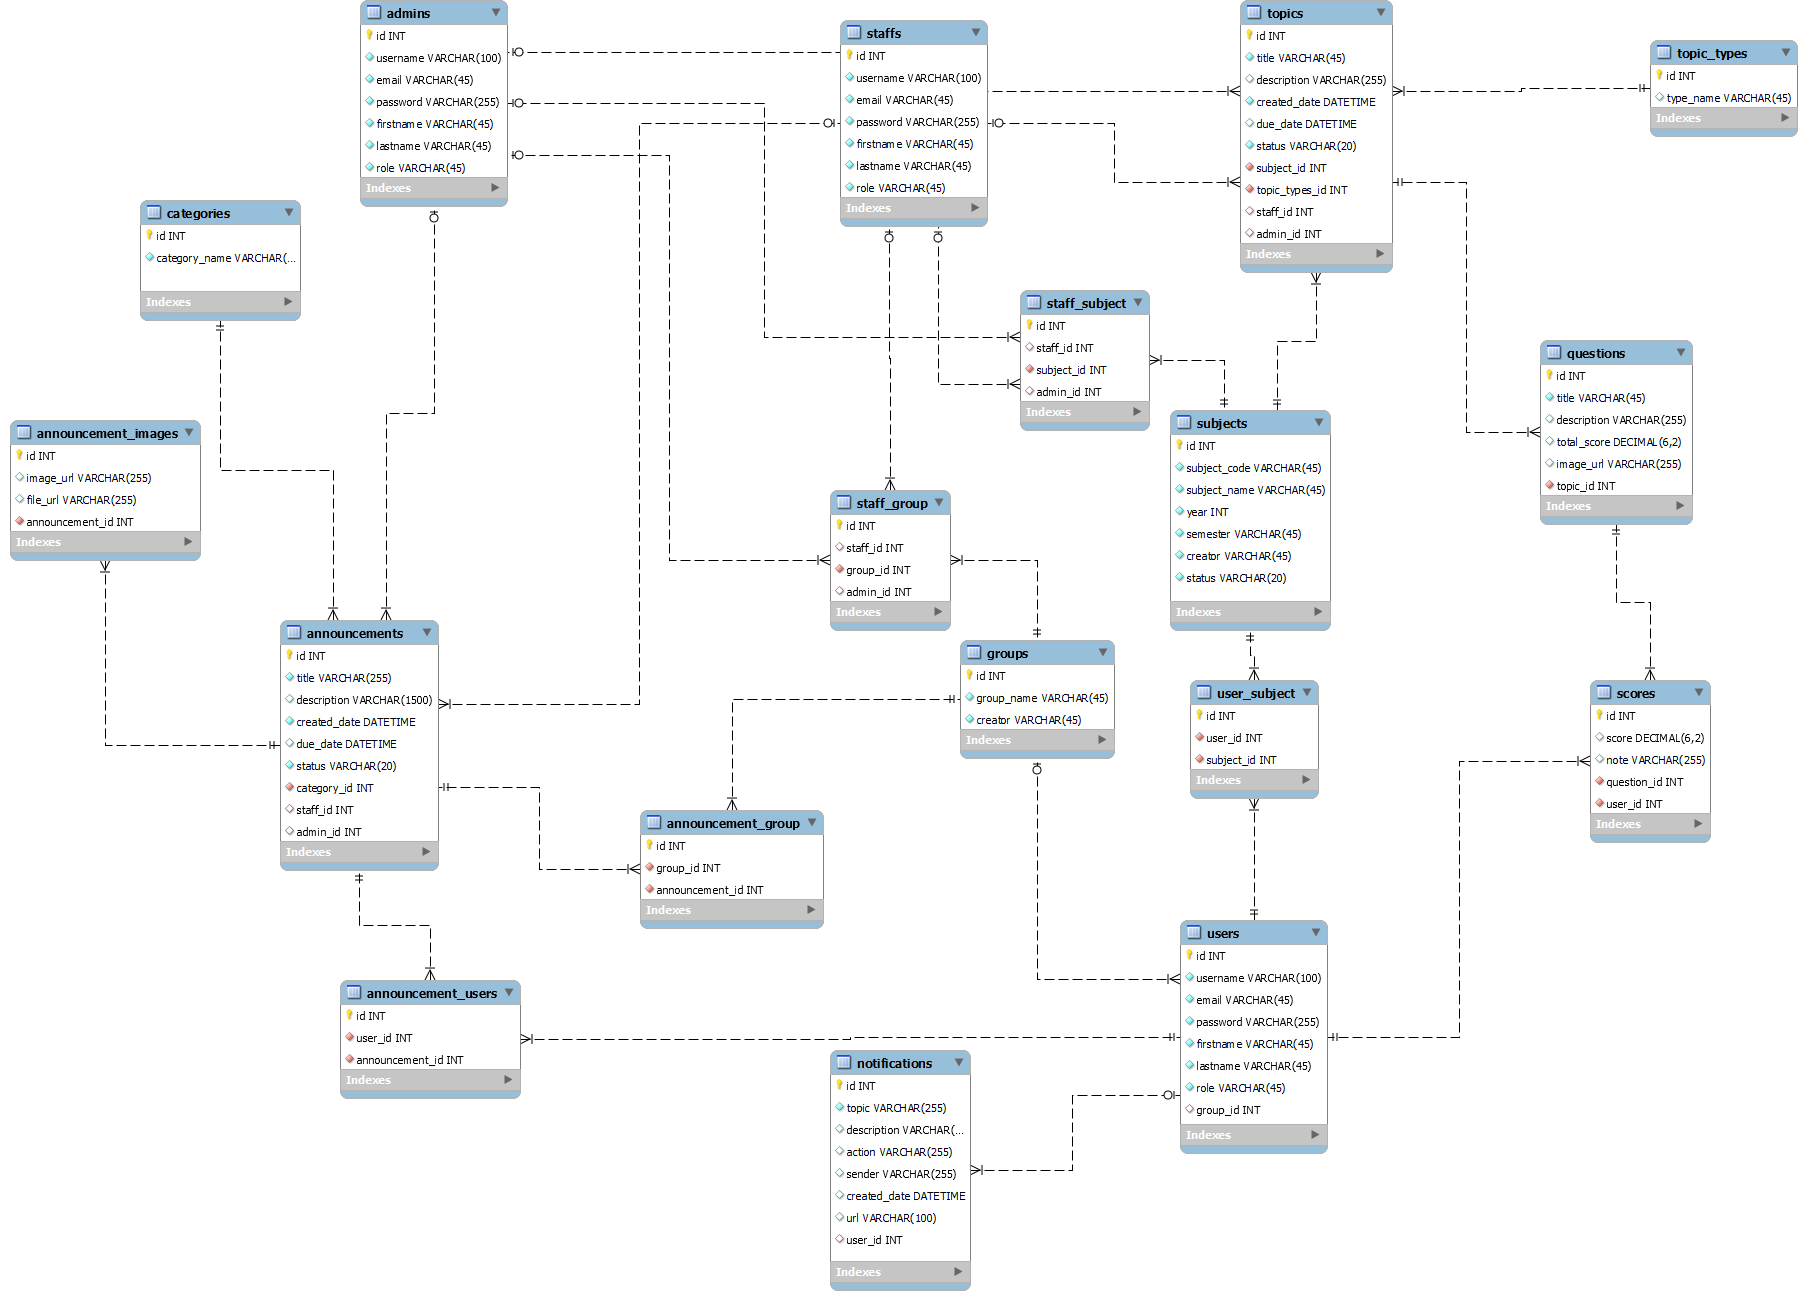 admins
id INT
username VARCHAR(100)
email VARCHAR(45)
password VARCHAR(255)
firstname VARCHAR(45)
lastname VARCHAR(45)
role VARCHAR(45)
Indexes
staffs
id INT
username VARCHAR(100)
email VARCHAR(45)
password VARCHAR(255)
firstname VARCHAR(45)
lastname VARCHAR(45)
role VARCHAR(45)
Indexes
topics
id INT
title VARCHAR(45)
description VARCHAR(255)
created_date DATETIME
due_date DATETIME
status VARCHAR(20)
subject_id INT
topic_types_id INT
staff_id INT
admin_id INT
Indexes
topic_types
id INT
type_name VARCHAR(45)
Indexes
categories
id INT
category_name VARCHAR(...
Indexes
staff_subject
id INT
staff_id INT
subject_id INT
admin_id INT
Indexes
questions
id INT
title VARCHAR(45)
description VARCHAR(255)
total_score DECIMAL(6,2)
image_url VARCHAR(255)
topic_id INT
Indexes
announcement_images
id INT
image_url VARCHAR(255)
file_url VARCHAR(255)
announcement_id INT
Indexes
subjects
id INT
subject_code VARCHAR(45)
subject_name VARCHAR(45)
year INT
semester VARCHAR(45)
creator VARCHAR(45)
status VARCHAR(20)
Indexes
staff_group
id INT
staff_id INT
group_id INT
admin_id INT
Indexes
announcements
id INT
title VARCHAR(255)
description VARCHAR(1500)
created_date DATETIME
due_date DATETIME
status VARCHAR(20)
category_id INT
staff_id INT
admin_id INT
Indexes
groups
id INT
group_name VARCHAR(45)
creator VARCHAR(45)
Indexes
user_subject
id INT
user_id INT
subject_id INT
Indexes
scores
id INT
score DECIMAL(6,2)
note VARCHAR(255)
question_id INT
user_id INT
Indexes
announcement_group
id INT
group_id INT
announcement_id INT
Indexes
users
id INT
username VARCHAR(100)
email VARCHAR(45)
password VARCHAR(255)
firstname VARCHAR(45)
lastname VARCHAR(45)
role VARCHAR(45)
group_id INT
Indexes
announcement_users
id INT
user_id INT
announcement_id INT
Indexes
notifications
id INT
topic VARCHAR(255)
description VARCHAR(...
action VARCHAR(255)
sender VARCHAR(255)
created_date DATETIME
url VARCHAR(100)
user_id INT
Indexes